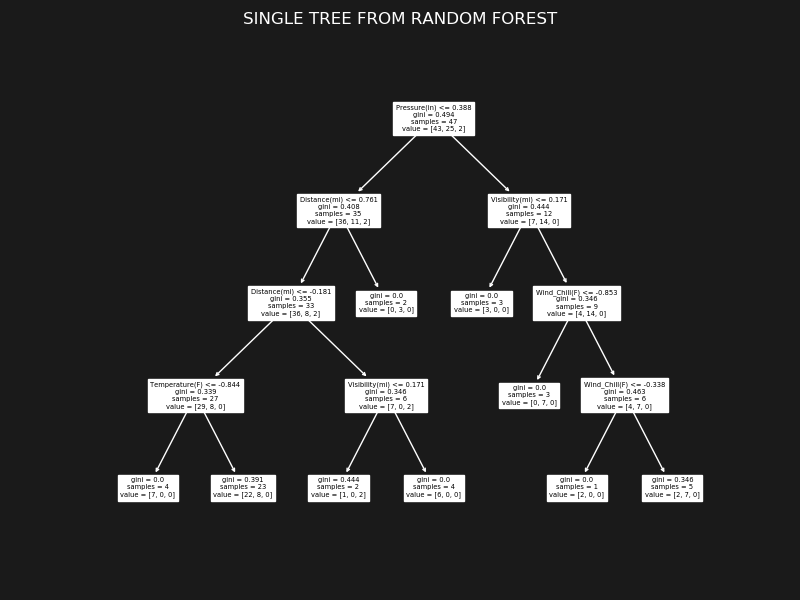 SINGLE TREE FROM RANDOM FOREST
Pressure(in) <= 0.388
gini = 0.494
samples = 47
value = [43, 25, 2]
Distance(mi) <= 0.761
gini = 0.408
samples = 35
value = [36, 11, 2]
Visibility(mi) <= 0.171
gini = 0.444
samples = 12
value = [7, 14, 0]
Distance(mi) <= -0.181
gini = 0.355
samples = 33
value = [36, 8, 2]
gini = 0.0
samples = 2
value = [0, 3, 0]
gini = 0.0
samples = 3
value = [3, 0, 0]
Wind_Chill(F) <= -0.853
gini = 0.346
samples = 9
value = [4, 14, 0]
Temperature(F) <= -0.844
gini = 0.339
samples = 27
value = [29, 8, 0]
Visibility(mi) <= 0.171
gini = 0.346
samples = 6
value = [7, 0, 2]
gini = 0.0
samples = 3
value = [0, 7, 0]
Wind_Chill(F) <= -0.338
gini = 0.463
samples = 6
value = [4, 7, 0]
gini = 0.0
samples = 4
value = [7, 0, 0]
gini = 0.391
samples = 23
value = [22, 8, 0]
gini = 0.444
samples = 2
value = [1, 0, 2]
gini = 0.0
samples = 4
value = [6, 0, 0]
gini = 0.0
samples = 1
value = [2, 0, 0]
gini = 0.346
samples = 5
value = [2, 7, 0]